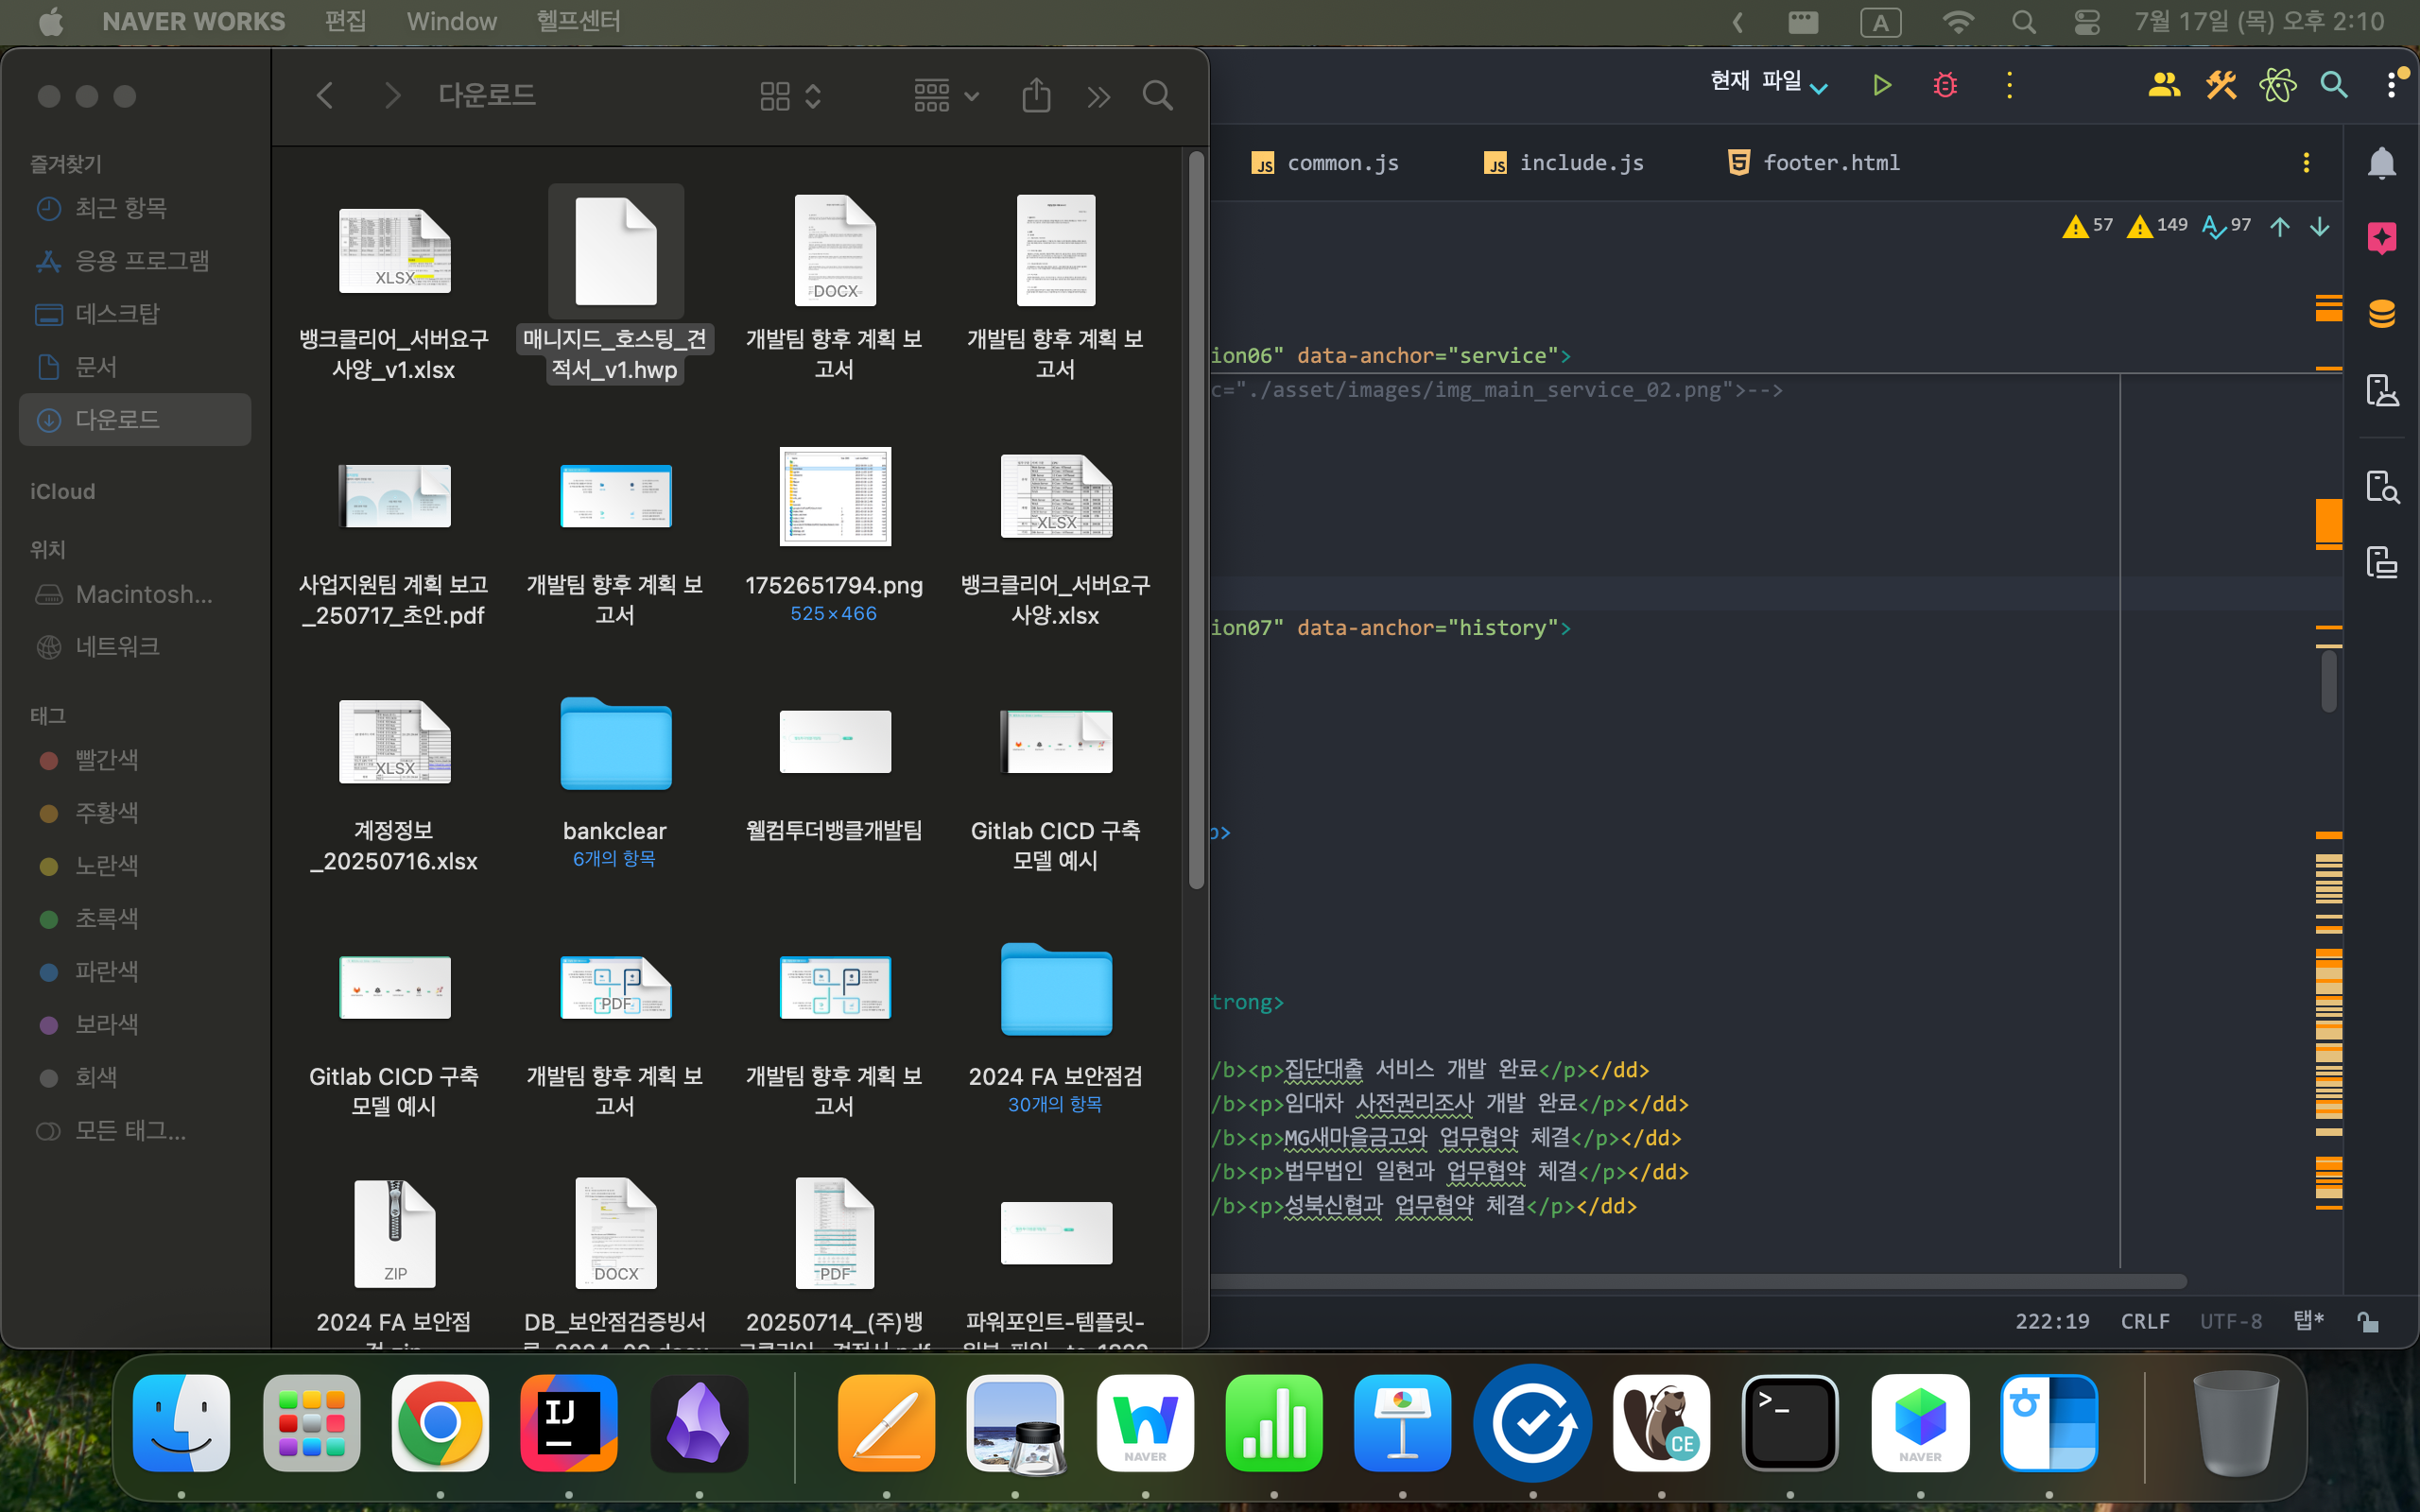 NAVER WORKS 편집 Window 헬프센터
A 7월 17일 (목) 오후 2:10
다운로드
즐겨찾기
최근 항목
응용 프로그램
데스크탑
문서
다운로드
iCloud
위치
Macintosh...
네트워크
태그
빨간색
주황색
노란색
초록색
파란색
보라색
회색
모든 태그...
XLSX
뱅크클리어_서버요구
사양_v1.xlsx
매니지드_호스팅_견
적서_v1.hwp
DOCX
개발팀 향후 계획 보
고서
개발팀 향후 계획 보
고서
사업지원팀 계획 보고
_250717_초안.pdf
개발팀 향후 계획 보
고서
1752651794.png
525×466
XLSX
뱅크클리어_서버요구
사양.xlsx
XLSX
계정정보
_20250716.xlsx
bankclear
6개의 항목
웰컴투더뱅클개발팀
Gitlab CICD 구축
모델 예시
Gitlab CICD 구축
모델 예시
PDF
개발팀 향후 계획 보
고서
개발팀 향후 계획 보
고서
2024 FA 보안점검
30개의 항목
ZIP
2024 FA 보안점
DOCX
DB_보안점검증빙서
PDF
20250714_(주)뱅
파워포인트-템플릿-
현재 파일
JS common.js
JS include.js
5 footer.html
57 149 97
ion06" data-anchor="service">
c="./asset/images/img_main_service_02.png">-->
ion07" data-anchor="history">
p>
trong>
/b><p>집단대출 서비스 개발 완료</p></dd>
/b><p>임대차 사전권리조사 개발 완료</p></dd>
/b><p>MG새마을금고와 업무협약 체결</p></dd>
/b><p>법무법인 일현과 업무협약 체결</p></dd>
/b><p>성북신협과 업무협약 체결</p></dd>
222:19 CRLF UTF-8 탭*
IJ
NAVER
CE
>_
NAVER
ㅎ